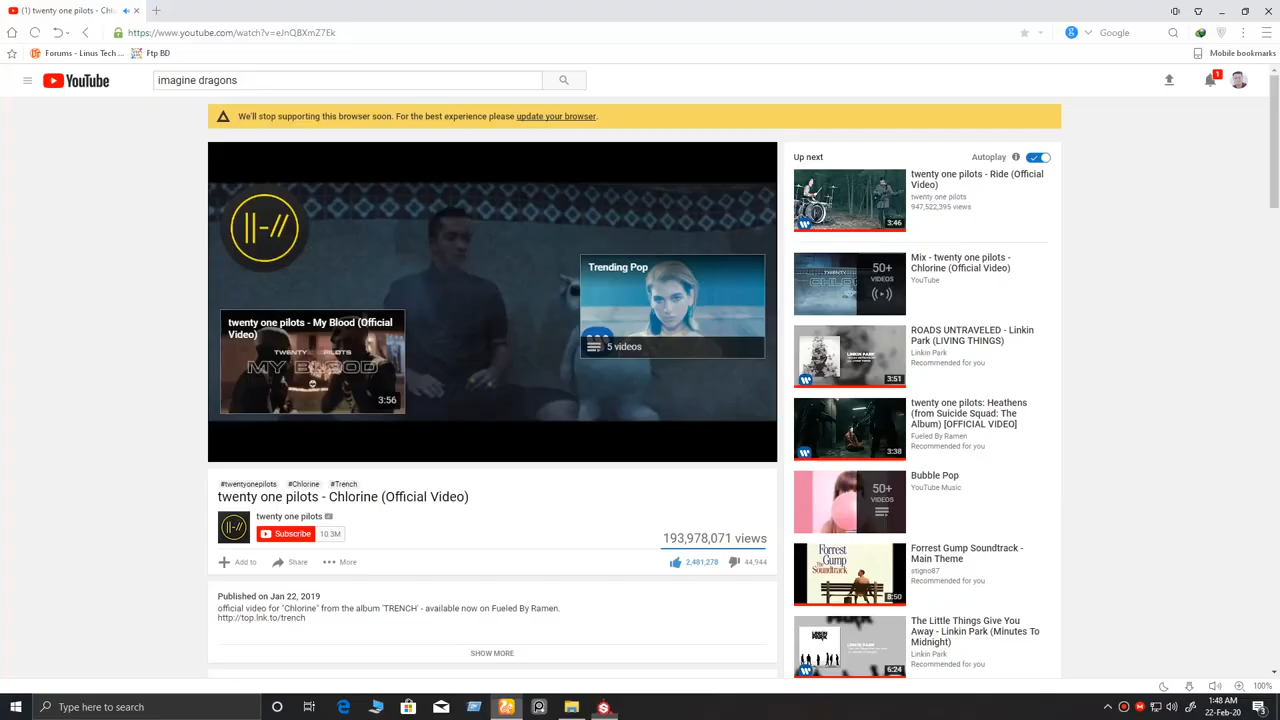 (1) twenty one pilots - Ch
https://www.youtube.com/watch?v=eJnQBXmZ7Ek
Google
Forums - Linus Tech ...
Ftp BD
Mobile bookmarks
YouTube
imagine dragons
1
We'll stop supporting this browser soon. For the best experience please update your browser.
twenty one pilots - My Blood (Official
Video)
TWENTY PILOTS
MY BLOOD
3:56
Trending Pop
5 videos
#twentyonepilots #Chlorine #Trench
twenty one pilots - Chlorine (Official Video)
twenty one pilots
Subscribe 10.3M
193,978,071 views
Add to Share More
2,481,278 44,944
Published on Jan 22, 2019
official video for "Chlorine" from the album 'TRENCH' - available now on Fueled By Ramen.
http://top.lnk.to/trench
SHOW MORE
Up next
Autoplay
twenty one pilots - Ride (Official
Video)
twenty one pilots
947,522,395 views
3:46
Mix - twenty one pilots -
Chlorine (Official Video)
YouTube
50+
VIDEOS
ROADS UNTRAVELED - Linkin
Park (LIVING THINGS)
Linkin Park
Recommended for you
3:51
twenty one pilots: Heathens
(from Suicide Squad: The
Album) [OFFICIAL VIDEO]
Fueled By Ramen
Recommended for you
3:38
Bubble Pop
YouTube Music
50+
VIDEOS
Forrest Gump Soundtrack -
Main Theme
stigno87
Recommended for you
Forrest
Gump
The
Soundtrack
8:50
The Little Things Give You
Away - Linkin Park (Minutes To
Midnight)
Linkin Park
Recommended for you
6:24
100%
Type here to search
1:48 AM
22-Feb-20